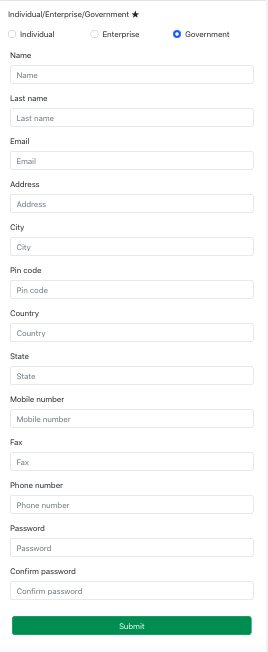 Individual/Enterprise/Government ★
Individual Enterprise Government
Name
Name
Last name
Last name
Email
Email
Address
Address
City
City
Pin code
Pin code
Country
Country
State
State
Mobile number
Mobile number
Fax
Fax
Phone number
Phone number
Password
Password
Confirm password
Confirm password
Submit